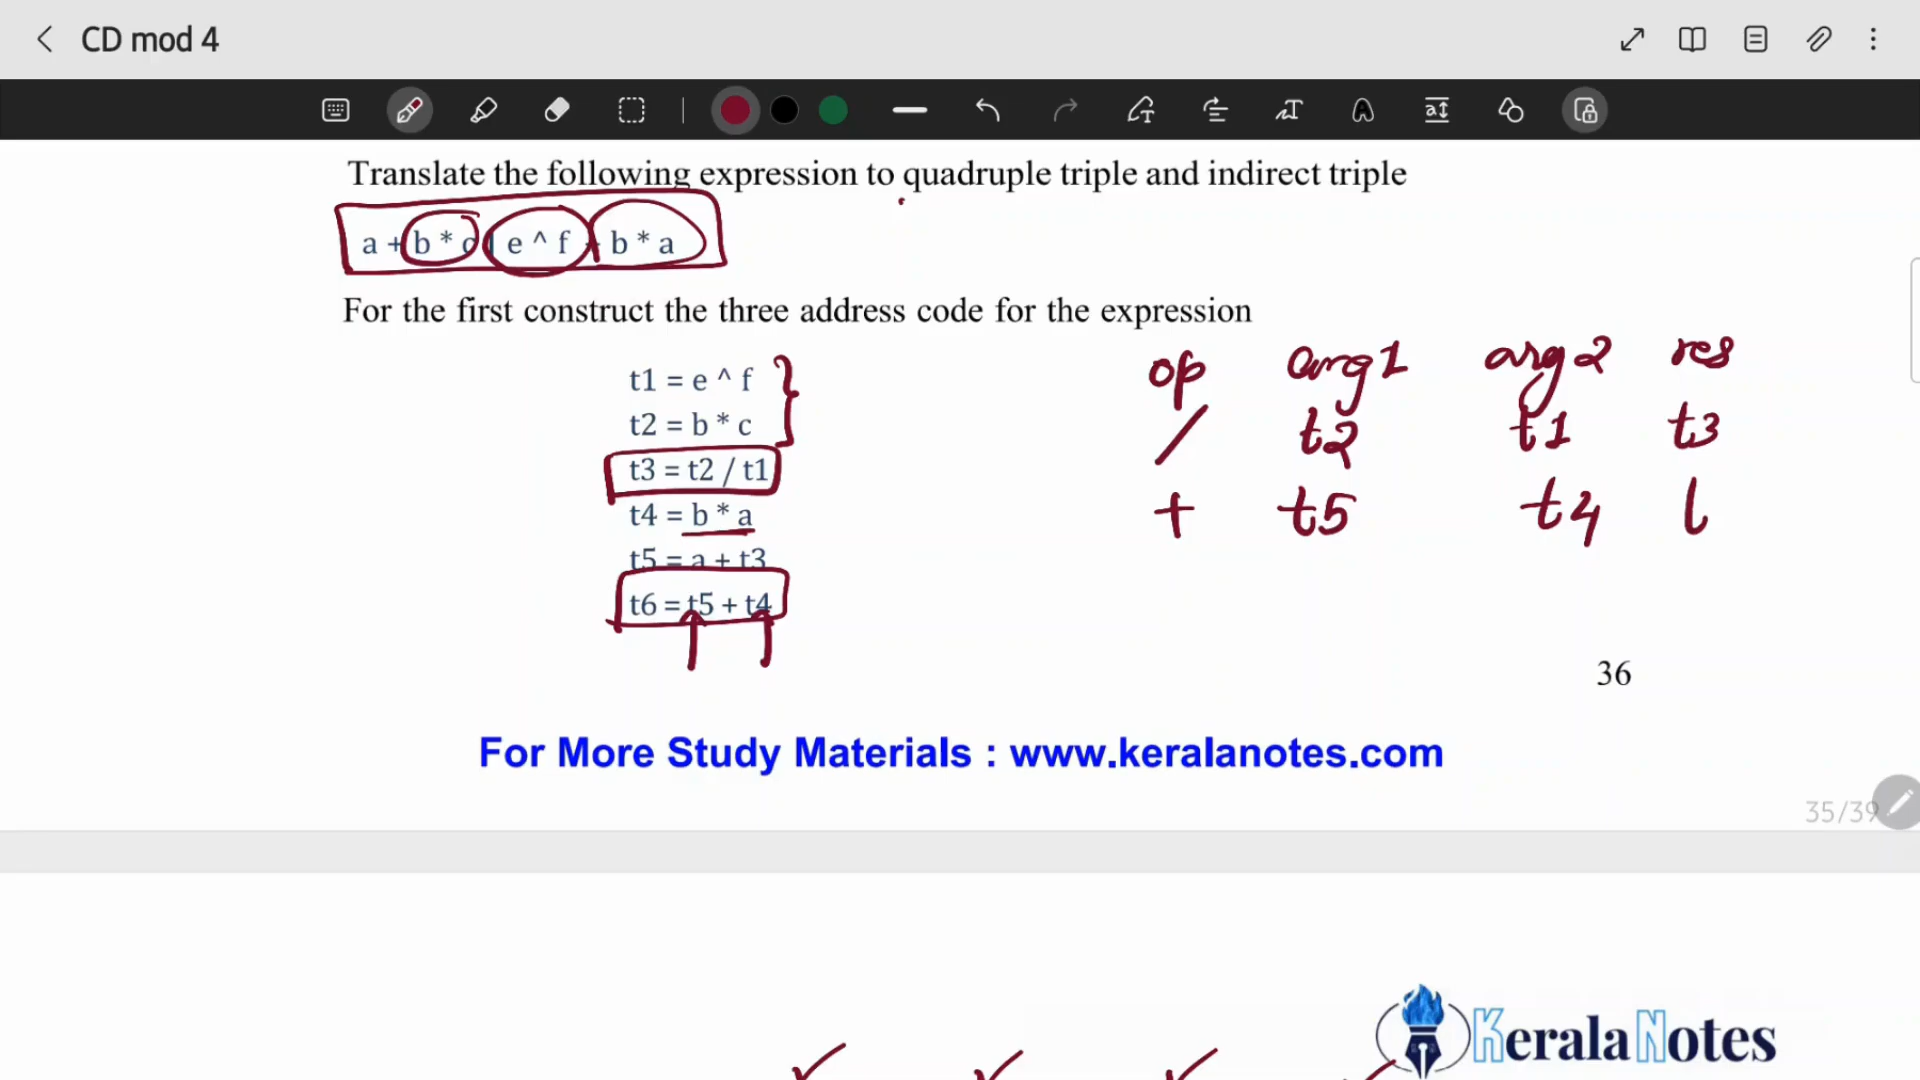 CD mod 4
Translate the following expression to quadruple triple and indirect triple
a + b * c e ^ f b * a
For the first construct the three address code for the expression
t1 = e ^ f
t2 = b * c
t3 = t2 / t1
t4 = b * a
t5 = a + t3
t6 = t5 + t4
op arg1 arg2 res
/ t2 t1 t3
+ t5 t4
36
For More Study Materials : www.keralanotes.com
35/39
KeralaNotes